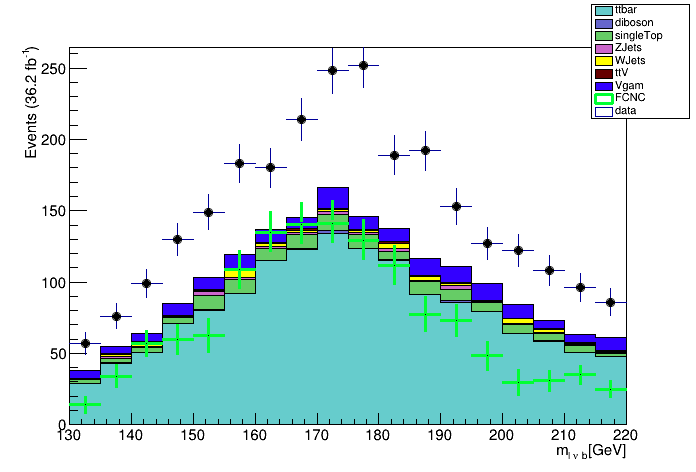 ttbar
diboson
singleTop
ZJets
WJets
ttV
Vgam
FCNC
data
Events (36.2 fb⁻¹)
250
200
150
100
50
0
130 140 150 160 170 180 190 200 210 220
m_{l ν b}[GeV]